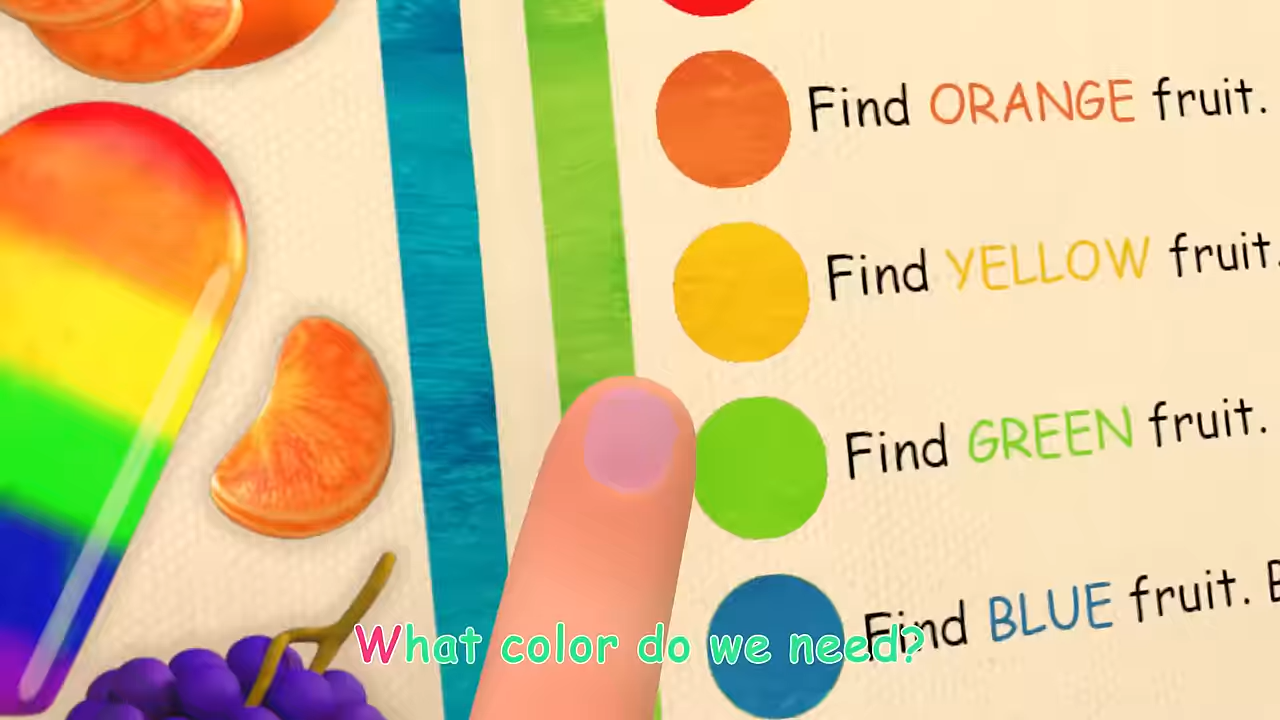 Find ORANGE fruit.
Find YELLOW fruit.
Find GREEN fruit.
Find BLUE fruit.
What color do we need?